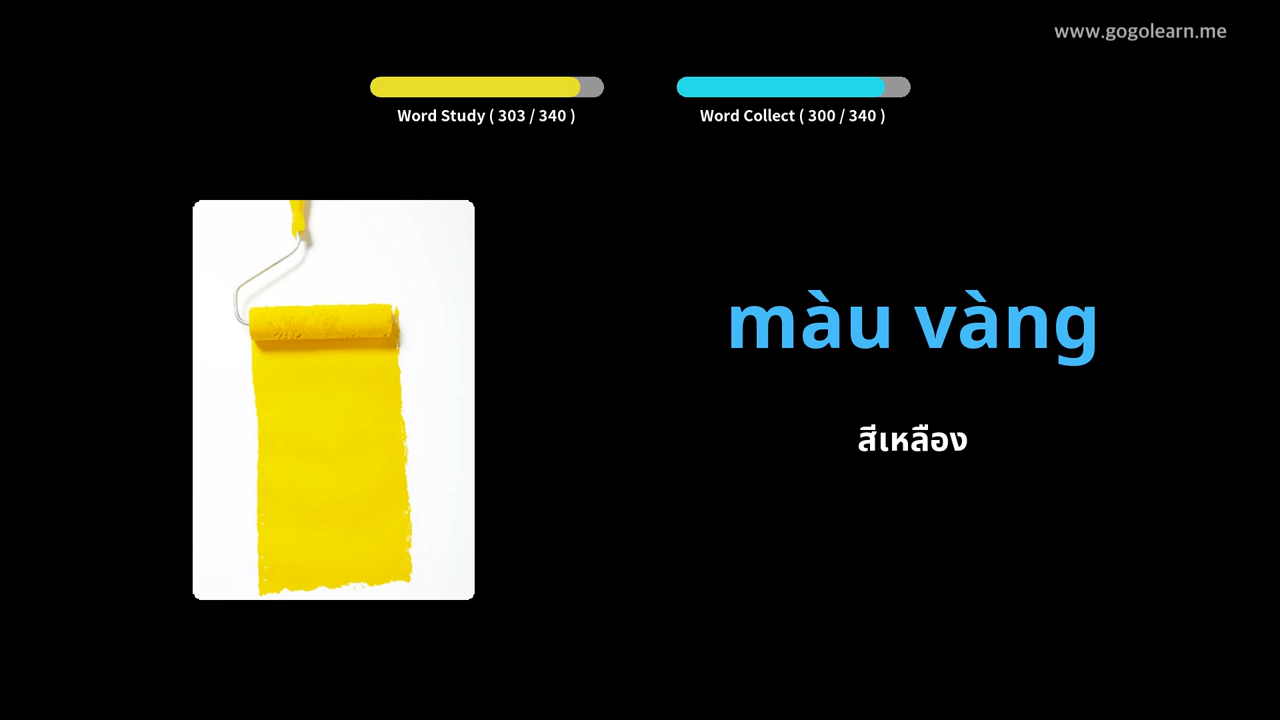 www.gogolearn.me
Word Study ( 303 / 340 )
Word Collect ( 300 / 340 )
màu vàng
สีเหลือง